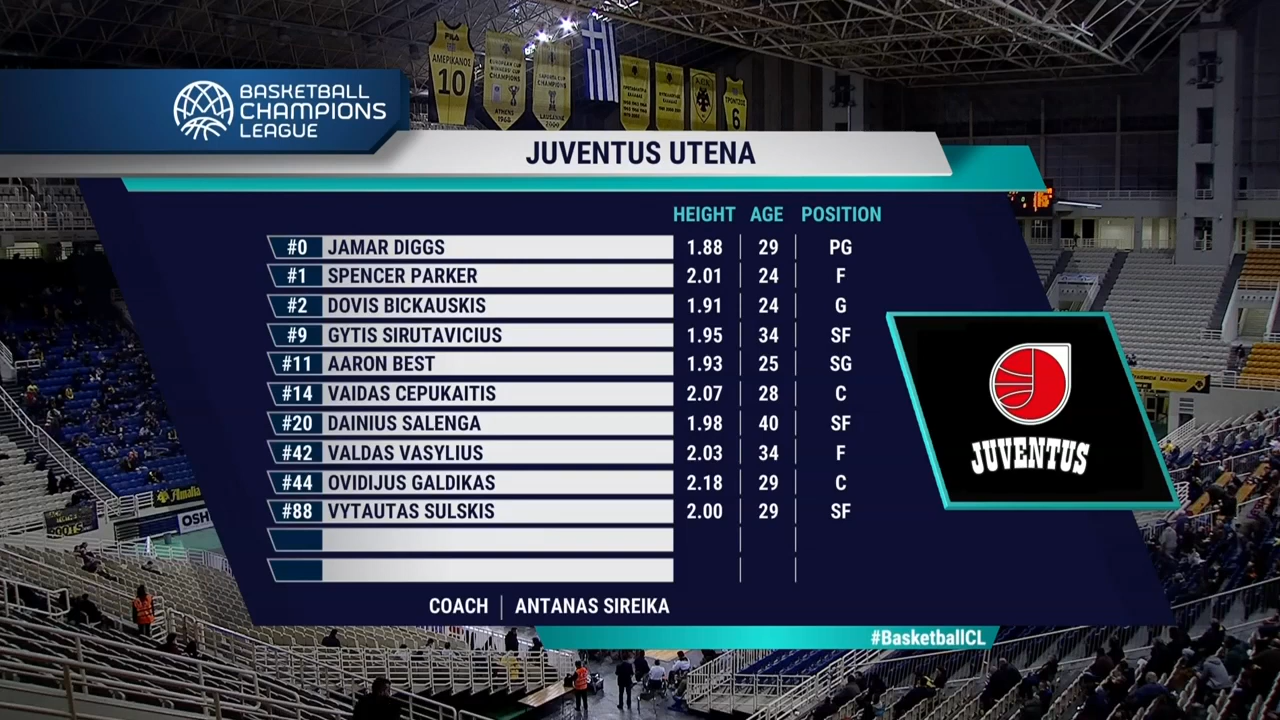 ΑΜΕΡΙΚΑΝΟΣ
10
ΤΡΟΝΤΖΟΣ
6
BASKETBALL
CHAMPIONS
LEAGUE
JUVENTUS UTENA
HEIGHT AGE POSITION
#0 JAMAR DIGGS 1.88 29 PG
#1 SPENCER PARKER 2.01 24 F
#2 DOVIS BICKAUSKIS 1.91 24 G
#9 GYTIS SIRUTAVICIUS 1.95 34 SF
#11 AARON BEST 1.93 25 SG
#14 VAIDAS CEPUKAITIS 2.07 28 C
#20 DAINIUS SALENGA 1.98 40 SF
#42 VALDAS VASYLIUS 2.03 34 F
#44 OVIDIJUS GALDIKAS 2.18 29 C
#88 VYTAUTAS SULSKIS 2.00 29 SF
JUVENTUS
COACH | ANTANAS SIREIKA
#BasketballCL